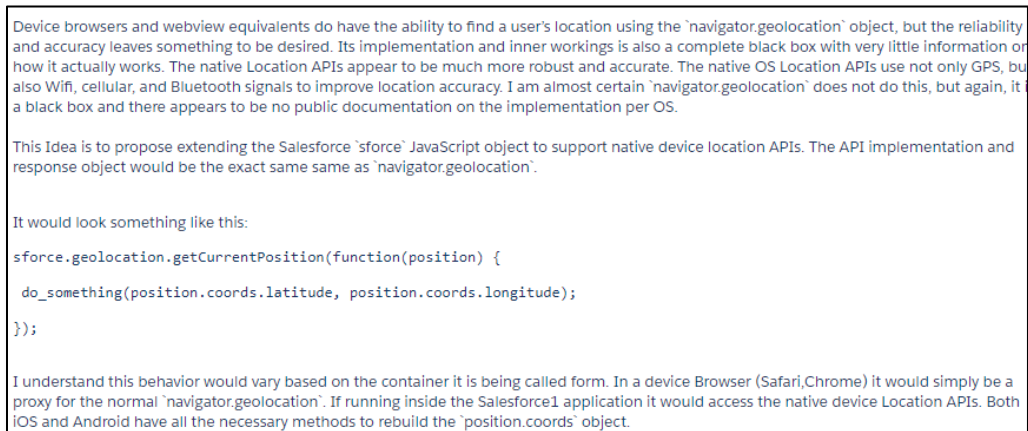 Device browsers and webview equivalents do have the ability to find a user's location using the `navigator.geolocation` object, but the reliability
and accuracy leaves something to be desired. Its implementation and inner workings is also a complete black box with very little information on
how it actually works. The native Location APIs appear to be much more robust and accurate. The native OS Location APIs use not only GPS, bu
also Wifi, cellular, and Bluetooth signals to improve location accuracy. I am almost certain `navigator.geolocation` does not do this, but again, it i
a black box and there appears to be no public documentation on the implementation per OS.
This Idea is to propose extending the Salesforce `sforce` JavaScript object to support native device location APIs. The API implementation and
response object would be the exact same same as `navigator.geolocation`.
It would look something like this:
sforce.geolocation.getCurrentPosition(function(position) {
do_something(position.coords.latitude, position.coords.longitude);
});
I understand this behavior would vary based on the container it is being called form. In a device Browser (Safari,Chrome) it would simply be a
proxy for the normal `navigator.geolocation`. If running inside the Salesforce1 application it would access the native device Location APIs. Both
iOS and Android have all the necessary methods to rebuild the `position.coords` object.